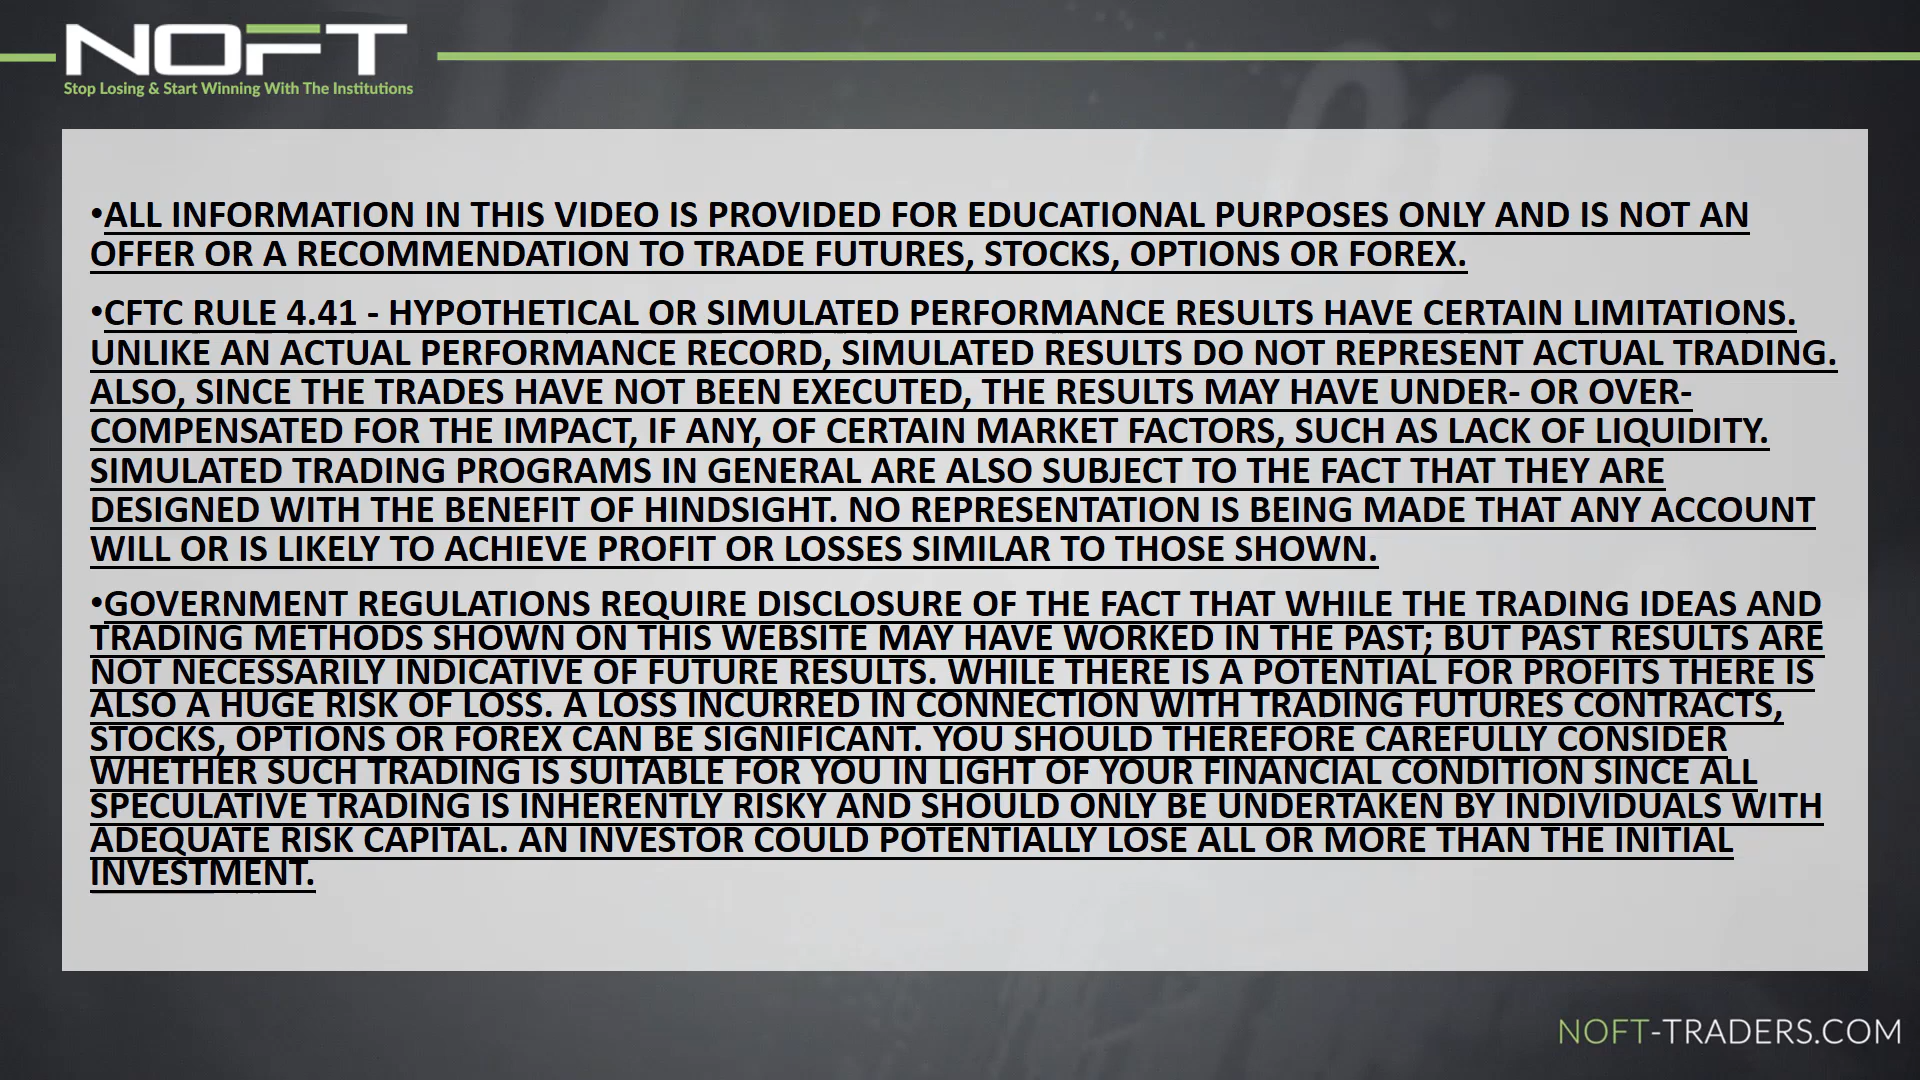 NOFT
Stop Losing & Start Winning With The Institutions
•ALL INFORMATION IN THIS VIDEO IS PROVIDED FOR EDUCATIONAL PURPOSES ONLY AND IS NOT AN
OFFER OR A RECOMMENDATION TO TRADE FUTURES, STOCKS, OPTIONS OR FOREX.
•CFTC RULE 4.41 - HYPOTHETICAL OR SIMULATED PERFORMANCE RESULTS HAVE CERTAIN LIMITATIONS.
UNLIKE AN ACTUAL PERFORMANCE RECORD, SIMULATED RESULTS DO NOT REPRESENT ACTUAL TRADING.
ALSO, SINCE THE TRADES HAVE NOT BEEN EXECUTED, THE RESULTS MAY HAVE UNDER- OR OVER-
COMPENSATED FOR THE IMPACT, IF ANY, OF CERTAIN MARKET FACTORS, SUCH AS LACK OF LIQUIDITY.
SIMULATED TRADING PROGRAMS IN GENERAL ARE ALSO SUBJECT TO THE FACT THAT THEY ARE
DESIGNED WITH THE BENEFIT OF HINDSIGHT. NO REPRESENTATION IS BEING MADE THAT ANY ACCOUNT
WILL OR IS LIKELY TO ACHIEVE PROFIT OR LOSSES SIMILAR TO THOSE SHOWN.
•GOVERNMENT REGULATIONS REQUIRE DISCLOSURE OF THE FACT THAT WHILE THE TRADING IDEAS AND
TRADING METHODS SHOWN ON THIS WEBSITE MAY HAVE WORKED IN THE PAST; BUT PAST RESULTS ARE
NOT NECESSARILY INDICATIVE OF FUTURE RESULTS. WHILE THERE IS A POTENTIAL FOR PROFITS THERE IS
ALSO A HUGE RISK OF LOSS. A LOSS INCURRED IN CONNECTION WITH TRADING FUTURES CONTRACTS,
STOCKS, OPTIONS OR FOREX CAN BE SIGNIFICANT. YOU SHOULD THEREFORE CAREFULLY CONSIDER
WHETHER SUCH TRADING IS SUITABLE FOR YOU IN LIGHT OF YOUR FINANCIAL CONDITION SINCE ALL
SPECULATIVE TRADING IS INHERENTLY RISKY AND SHOULD ONLY BE UNDERTAKEN BY INDIVIDUALS WITH
ADEQUATE RISK CAPITAL. AN INVESTOR COULD POTENTIALLY LOSE ALL OR MORE THAN THE INITIAL
INVESTMENT.
NOFT-TRADERS.COM